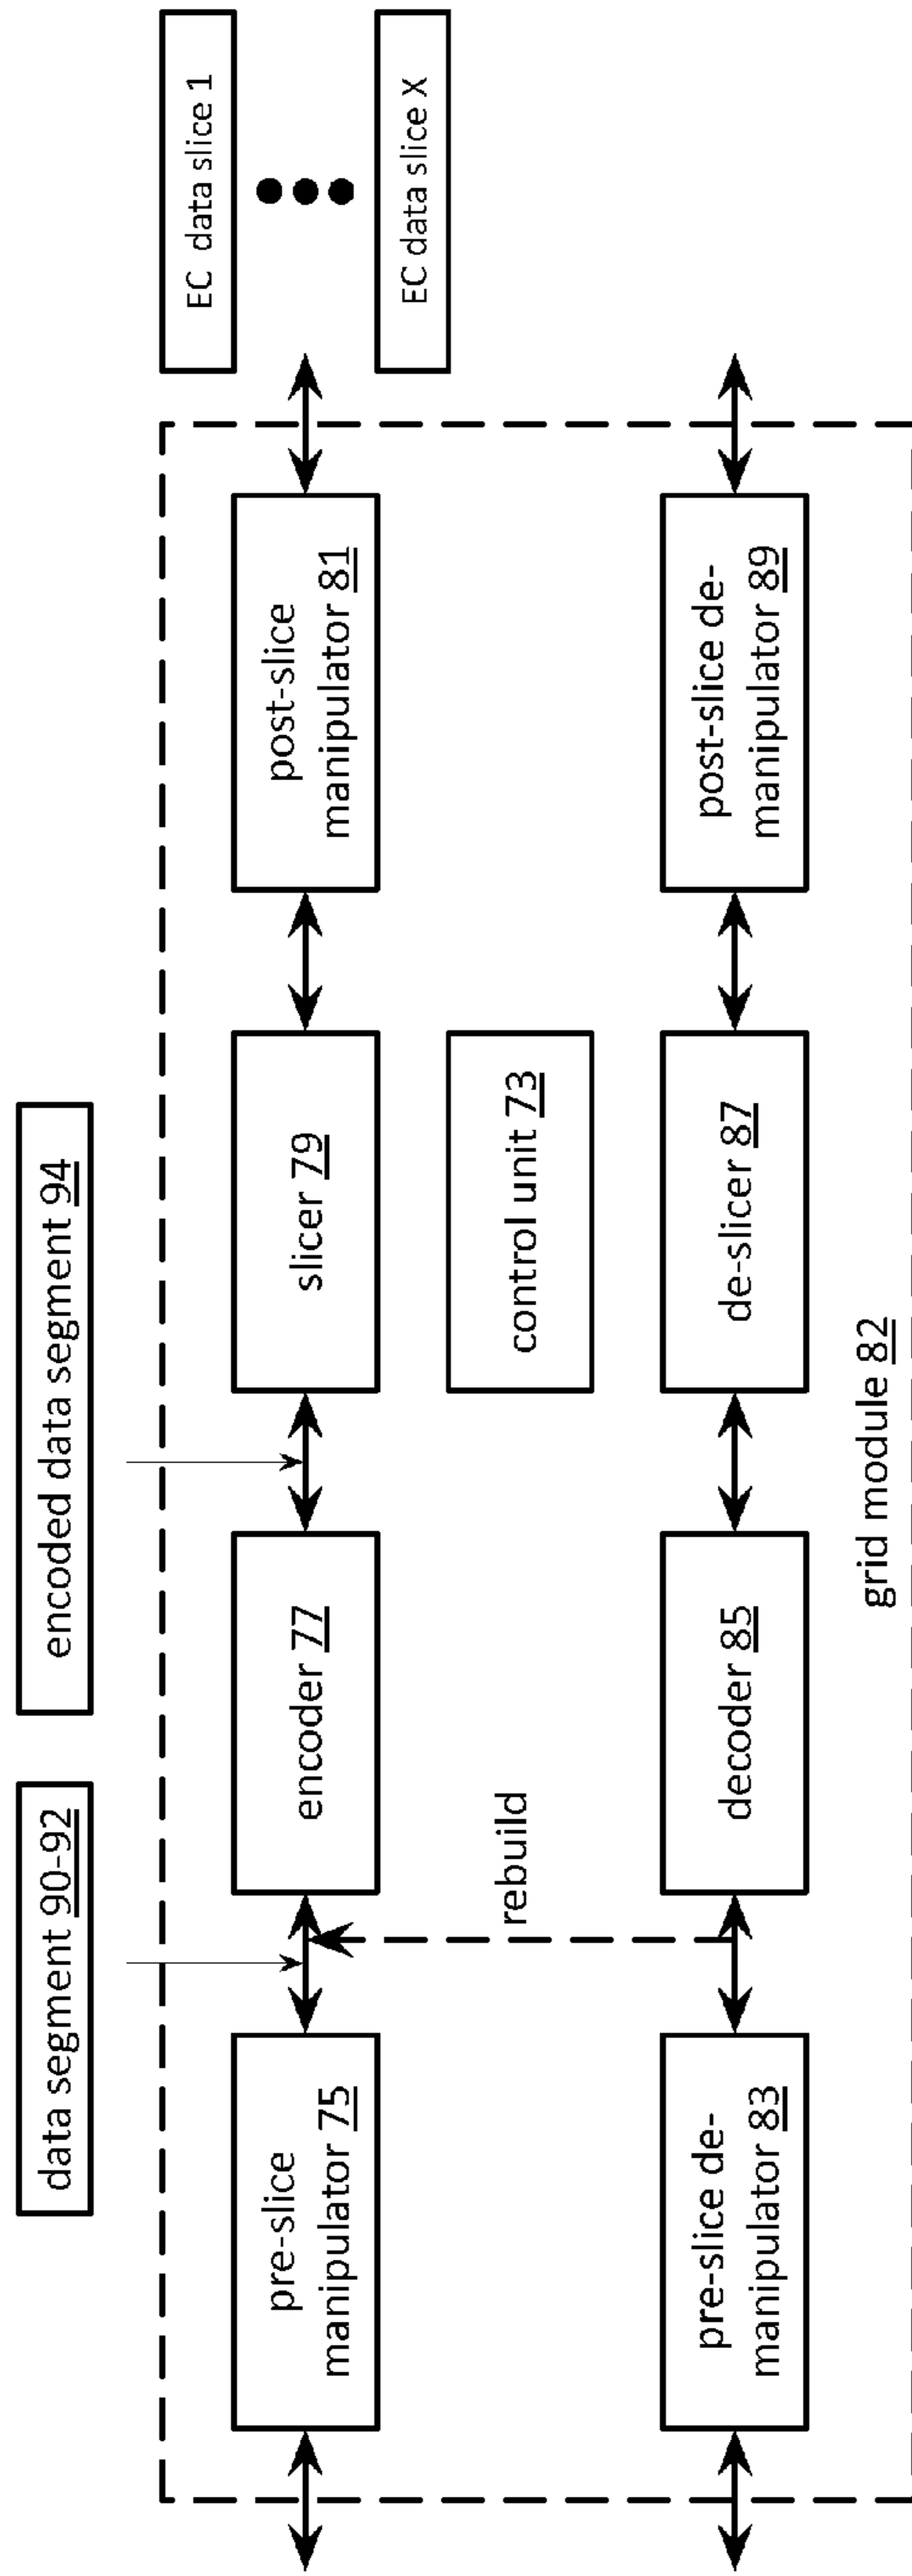 data segment 90-92
encoded data segment 94
EC data slice 1
EC data slice X
pre-slice
manipulator 75
encoder 77
slicer 79
post-slice
manipulator 81
rebuild
control unit 73
pre-slice de-
manipulator 83
decoder 85
de-slicer 87
post-slice de-
manipulator 89
grid module 82